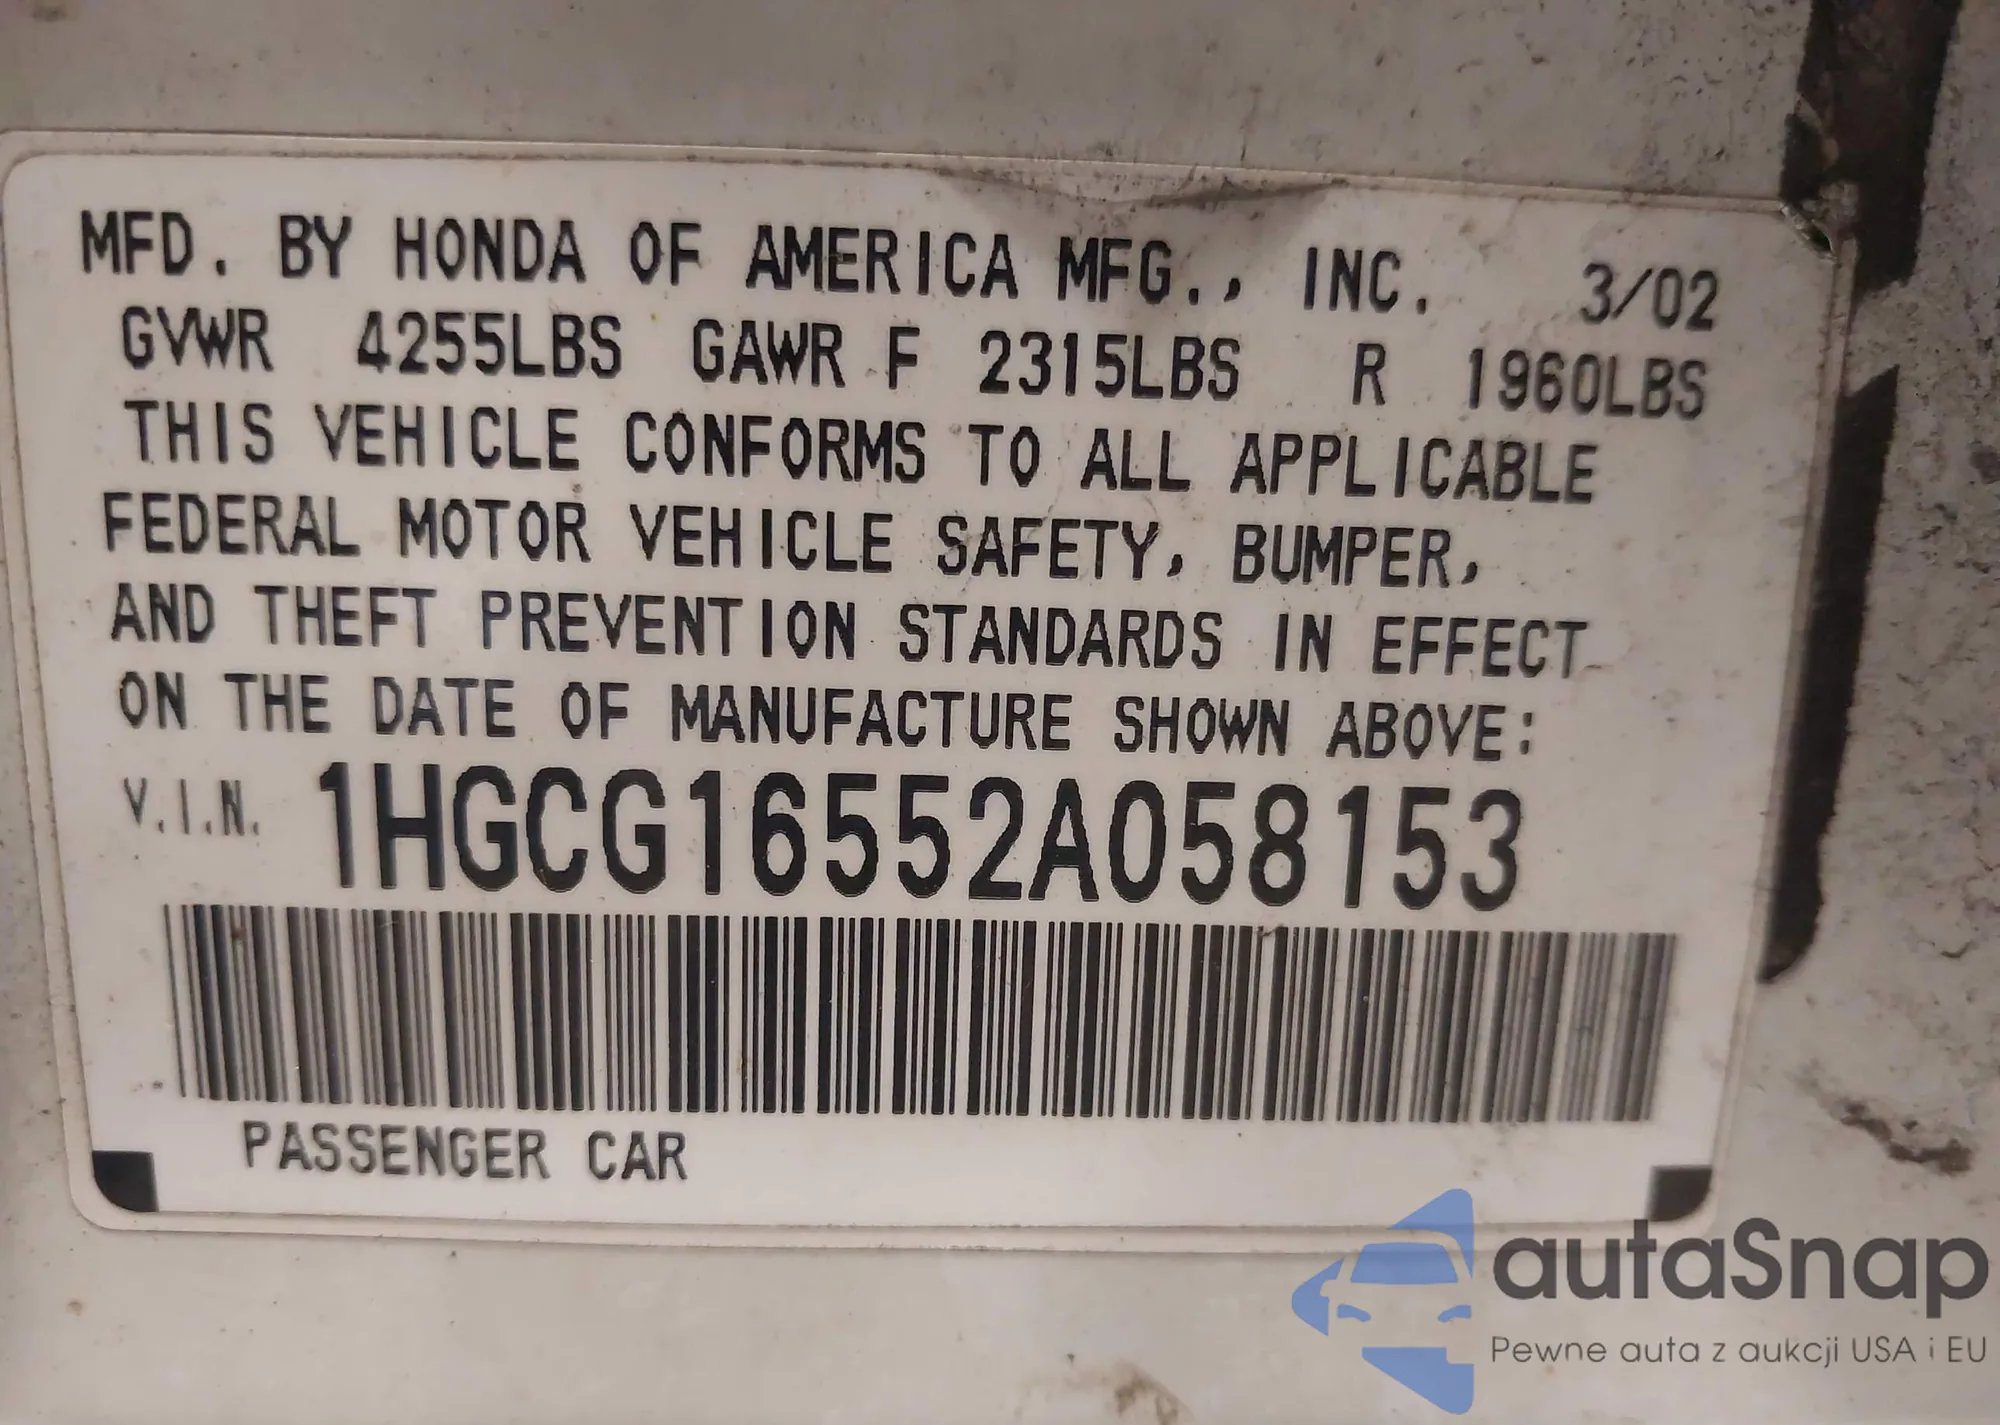 MFD. BY HONDA OF AMERICA MFG., INC. 3/02
GVWR 4255LBS GAWR F 2315LBS R 1960LBS
THIS VEHICLE CONFORMS TO ALL APPLICABLE
FEDERAL MOTOR VEHICLE SAFETY, BUMPER,
AND THEFT PREVENTION STANDARDS IN EFFECT
ON THE DATE OF MANUFACTURE SHOWN ABOVE:
V.I.N. 1HGCG16552A058153
PASSENGER CAR
autaSnap
Pewne auta z aukcji USA i EU